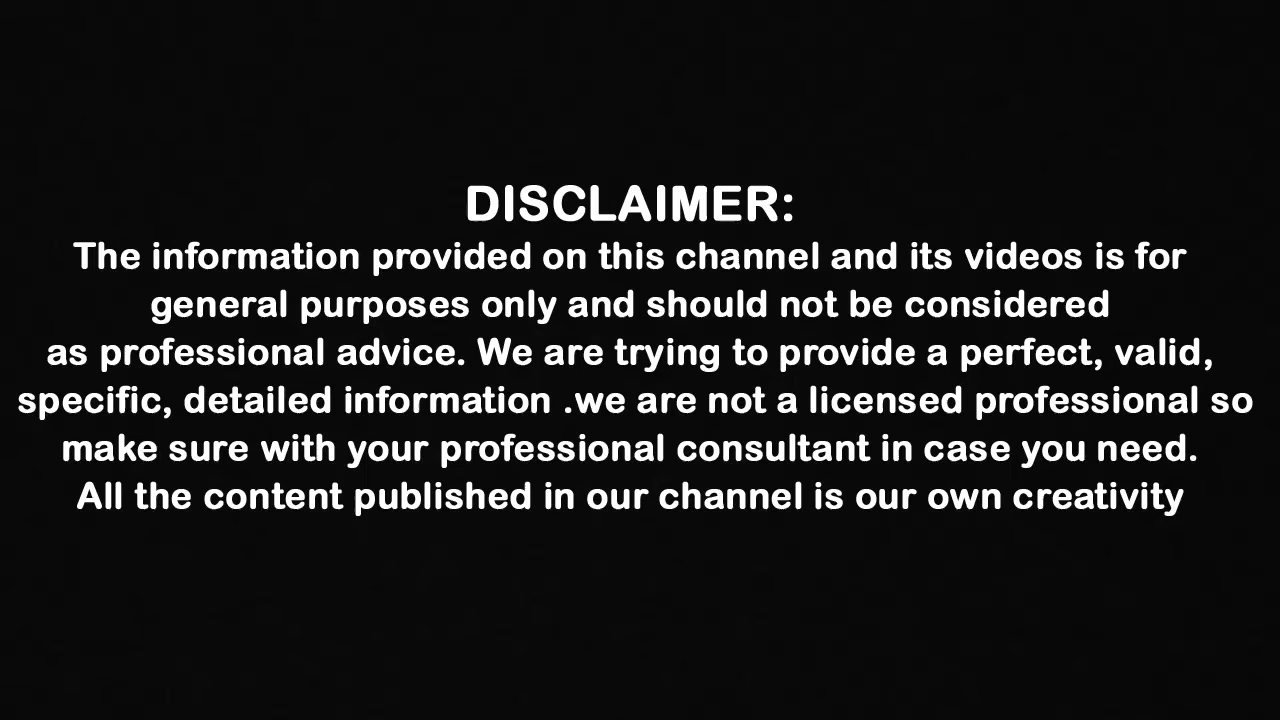 DISCLAIMER:
The information provided on this channel and its videos is for
general purposes only and should not be considered
as professional advice. We are trying to provide a perfect, valid,
specific, detailed information .we are not a licensed professional so
make sure with your professional consultant in case you need.
All the content published in our channel is our own creativity